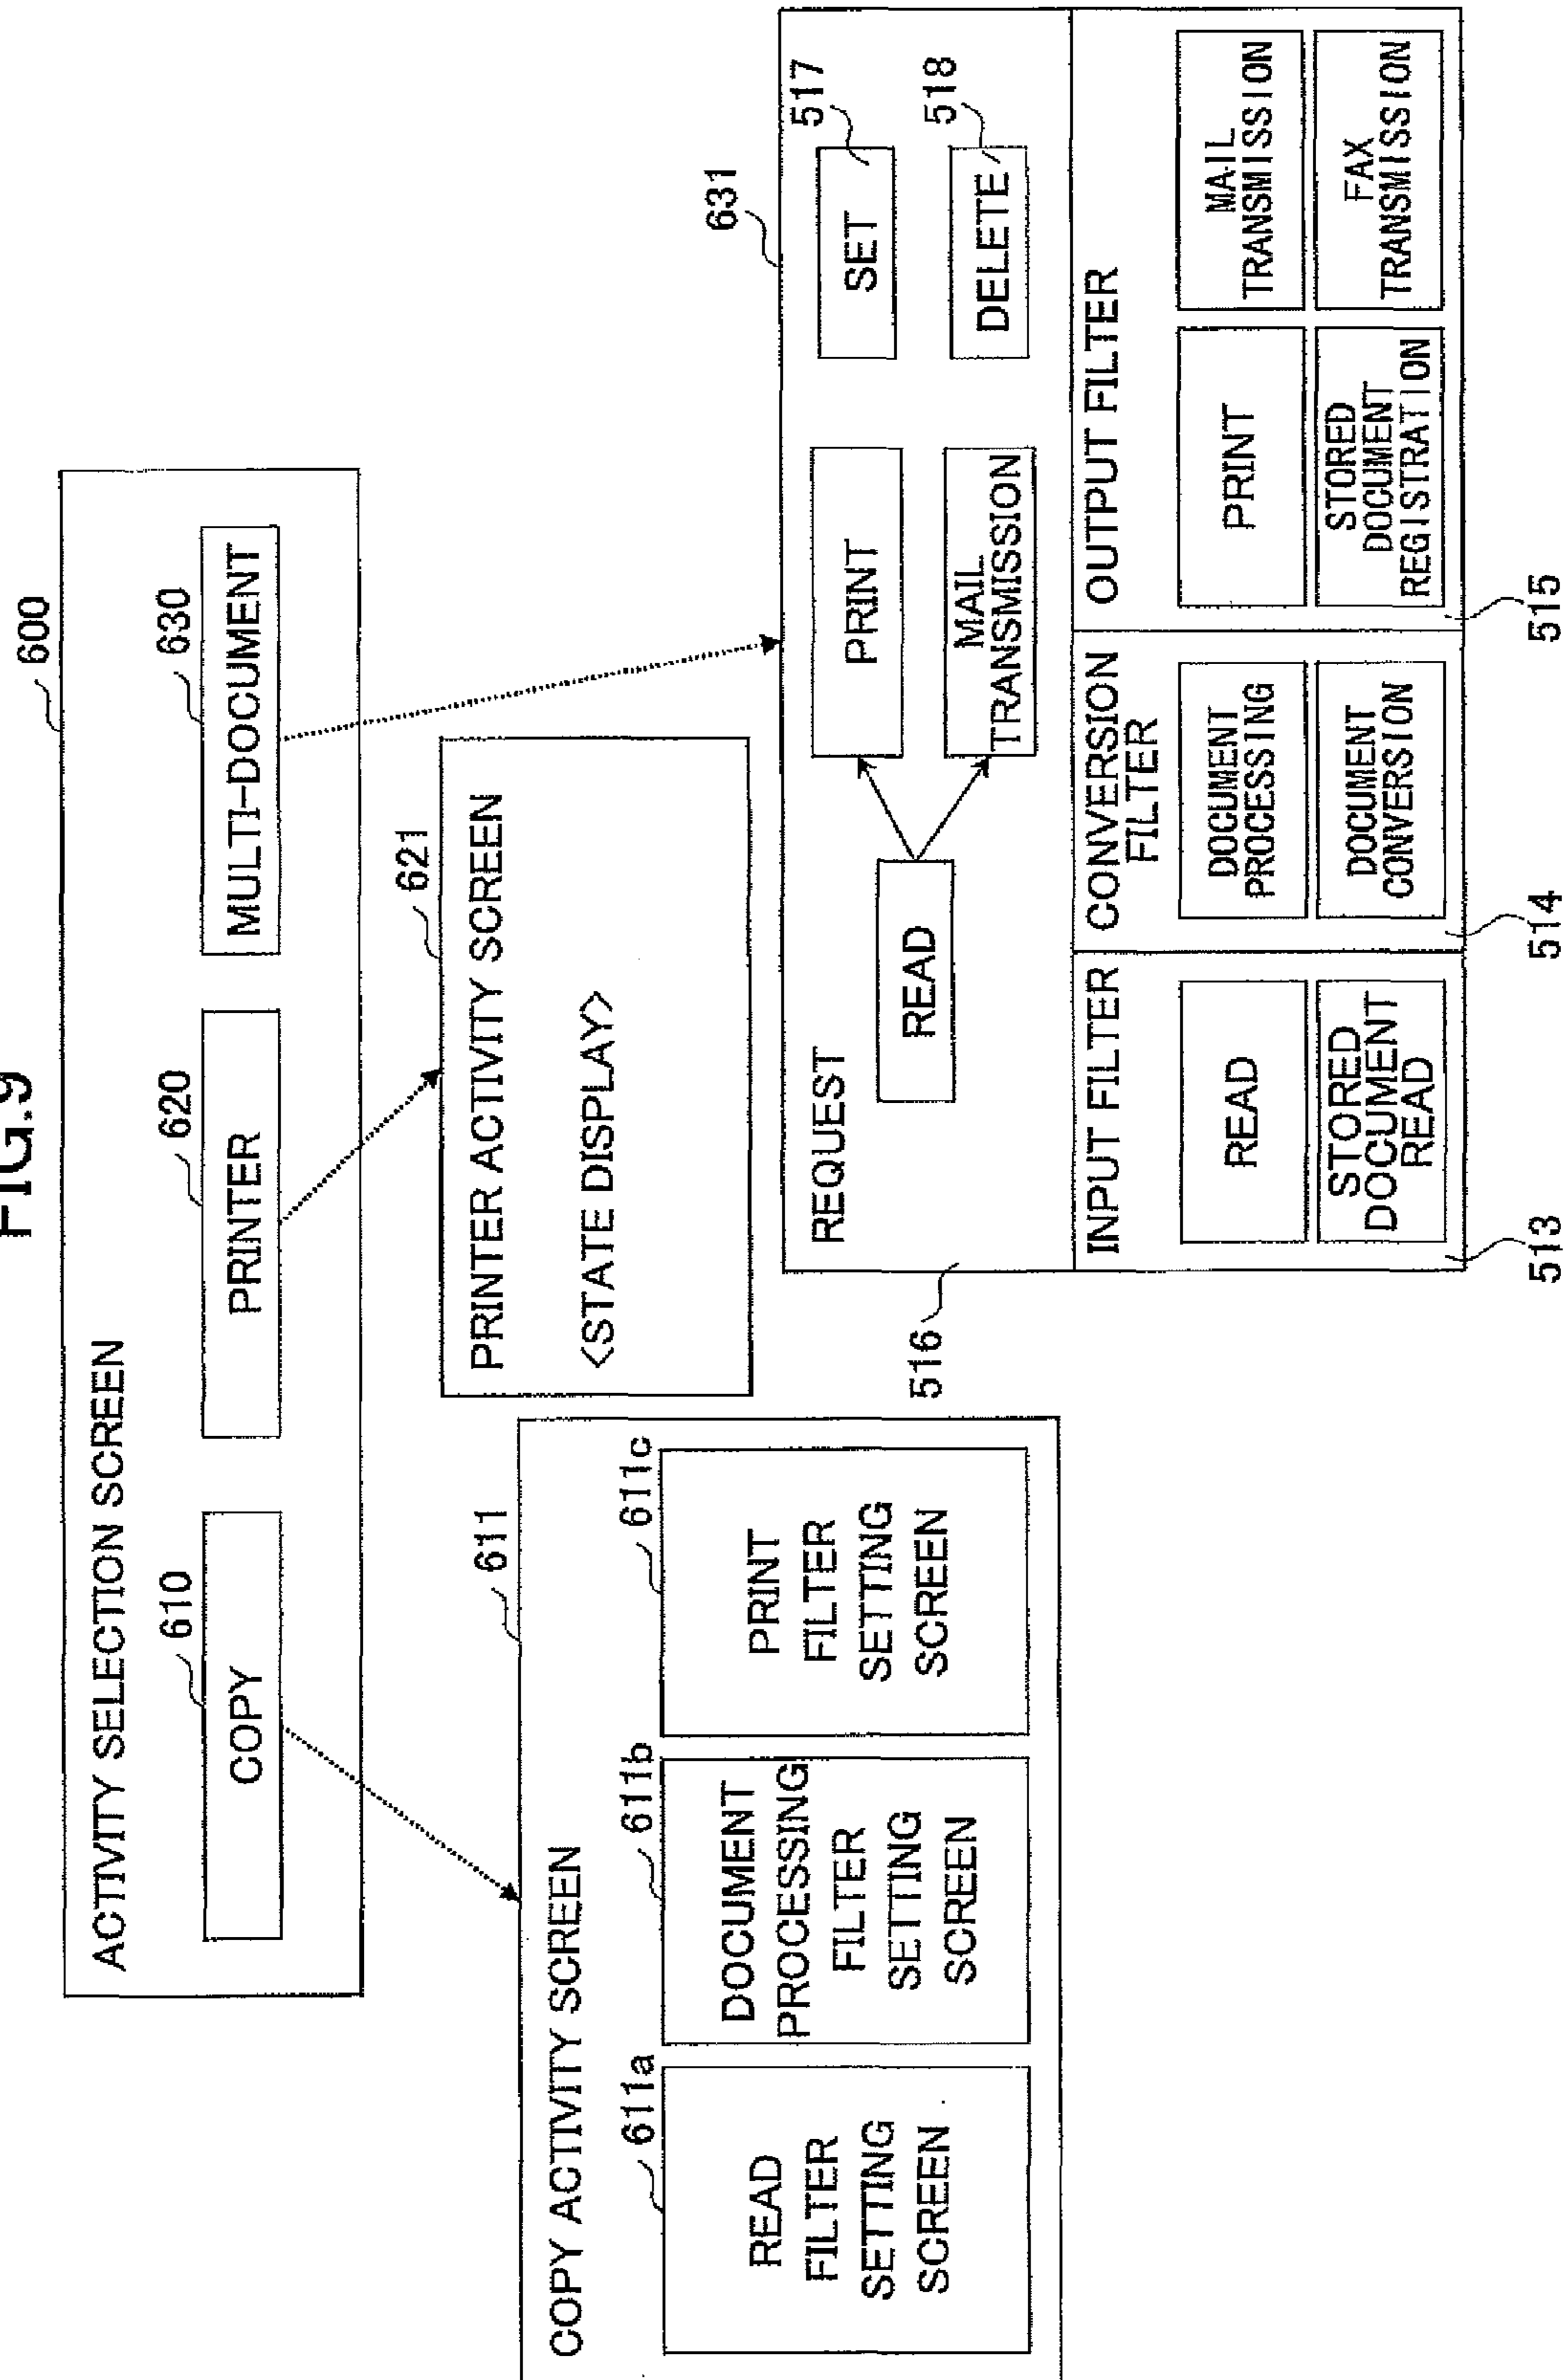 FIG.9
600
ACTIVITY SELECTION SCREEN
610
COPY
620
PRINTER
630
MULTI-DOCUMENT
611
COPY ACTIVITY SCREEN
611a
READ
FILTER
SETTING
SCREEN
611b
DOCUMENT
PROCESSING
FILTER
SETTING
SCREEN
611c
PRINT
FILTER
SETTING
SCREEN
621
PRINTER ACTIVITY SCREEN
<STATE DISPLAY>
631
516
REQUEST
READ
PRINT
MAIL
TRANSMISSION
SET
517
DELETE
518
INPUT FILTER
READ
STORED
DOCUMENT
READ
513
CONVERSION
FILTER
DOCUMENT
PROCESSING
DOCUMENT
CONVERSION
514
OUTPUT FILTER
PRINT
MAIL
TRANSMISSION
STORED
DOCUMENT
REGISTRATION
FAX
TRANSMISSION
515